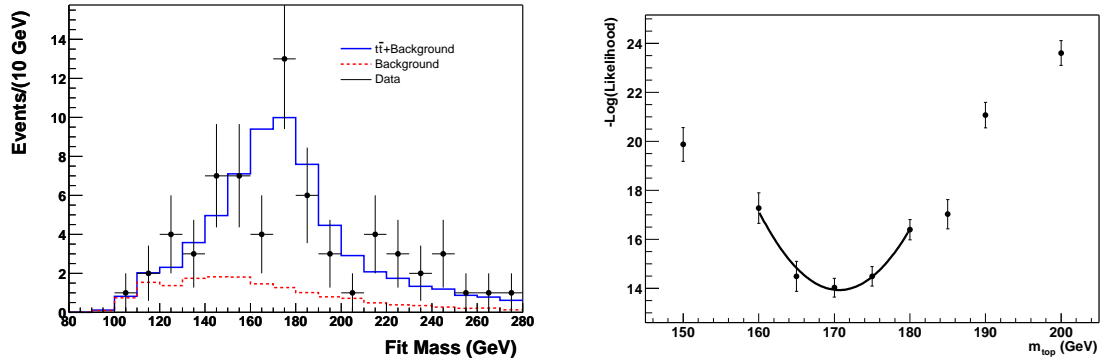 Events/(10 GeV)
14
12
10
8
6
4
2
0
80 100 120 140 160 180 200 220 240 260 280
Fit Mass (GeV)
tt̄+Background
Background
Data
-Log(Likelihood)
24
22
20
18
16
14
150 160 170 180 190 200
m_top (GeV)